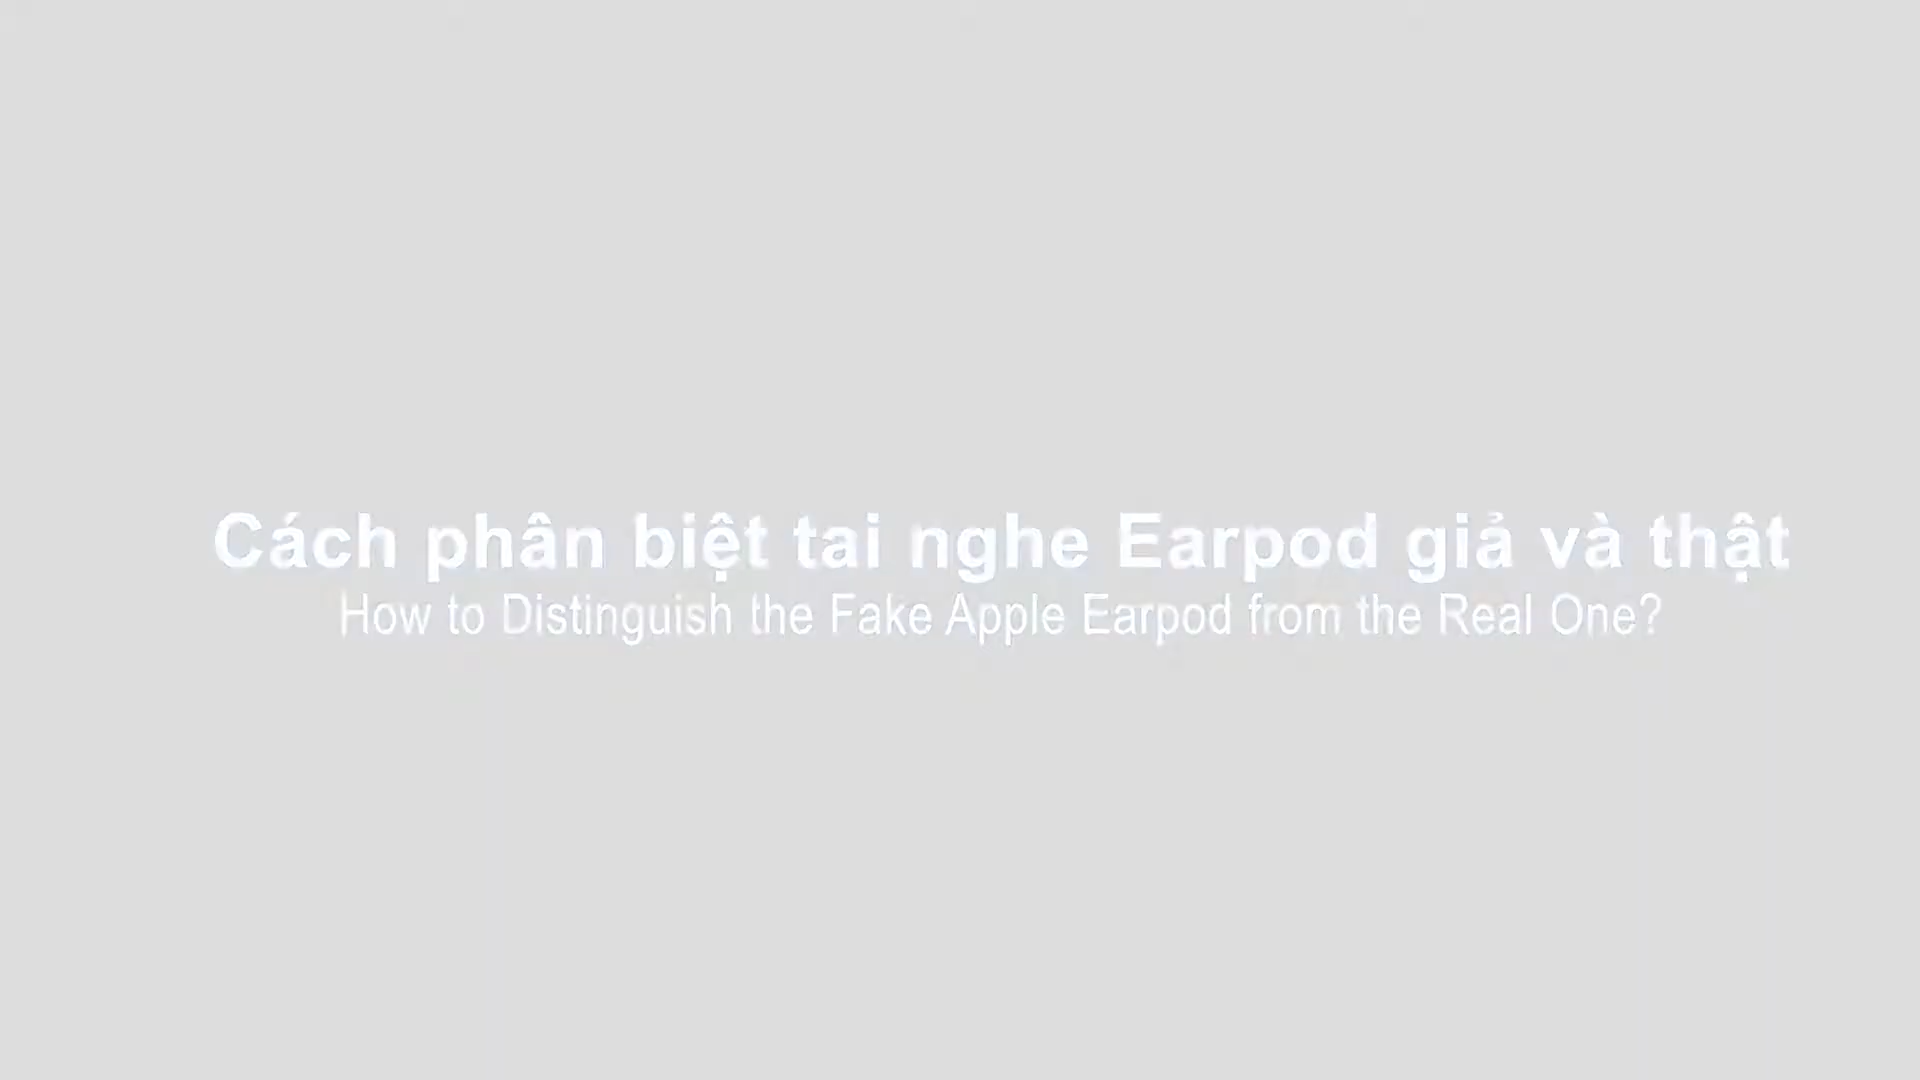 Cách phân biệt tai nghe Earpod giả và thật
How to Distinguish the Fake Apple Earpod from the Real One?